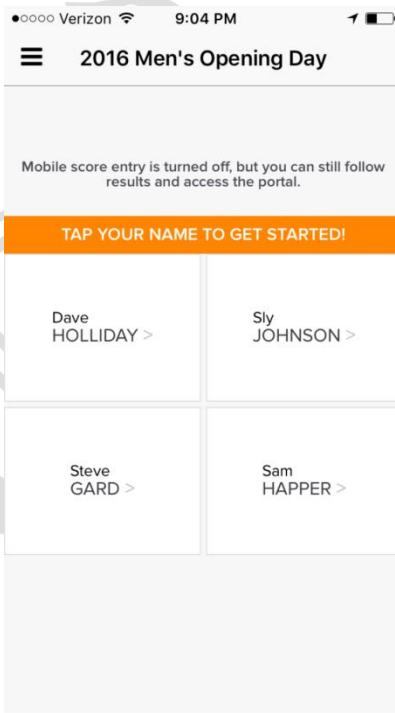 Verizon 9:04 PM
2016 Men's Opening Day
Mobile score entry is turned off, but you can still follow
results and access the portal.
TAP YOUR NAME TO GET STARTED!
Dave
HOLLIDAY >
Sly
JOHNSON >
Steve
GARD >
Sam
HAPPER >